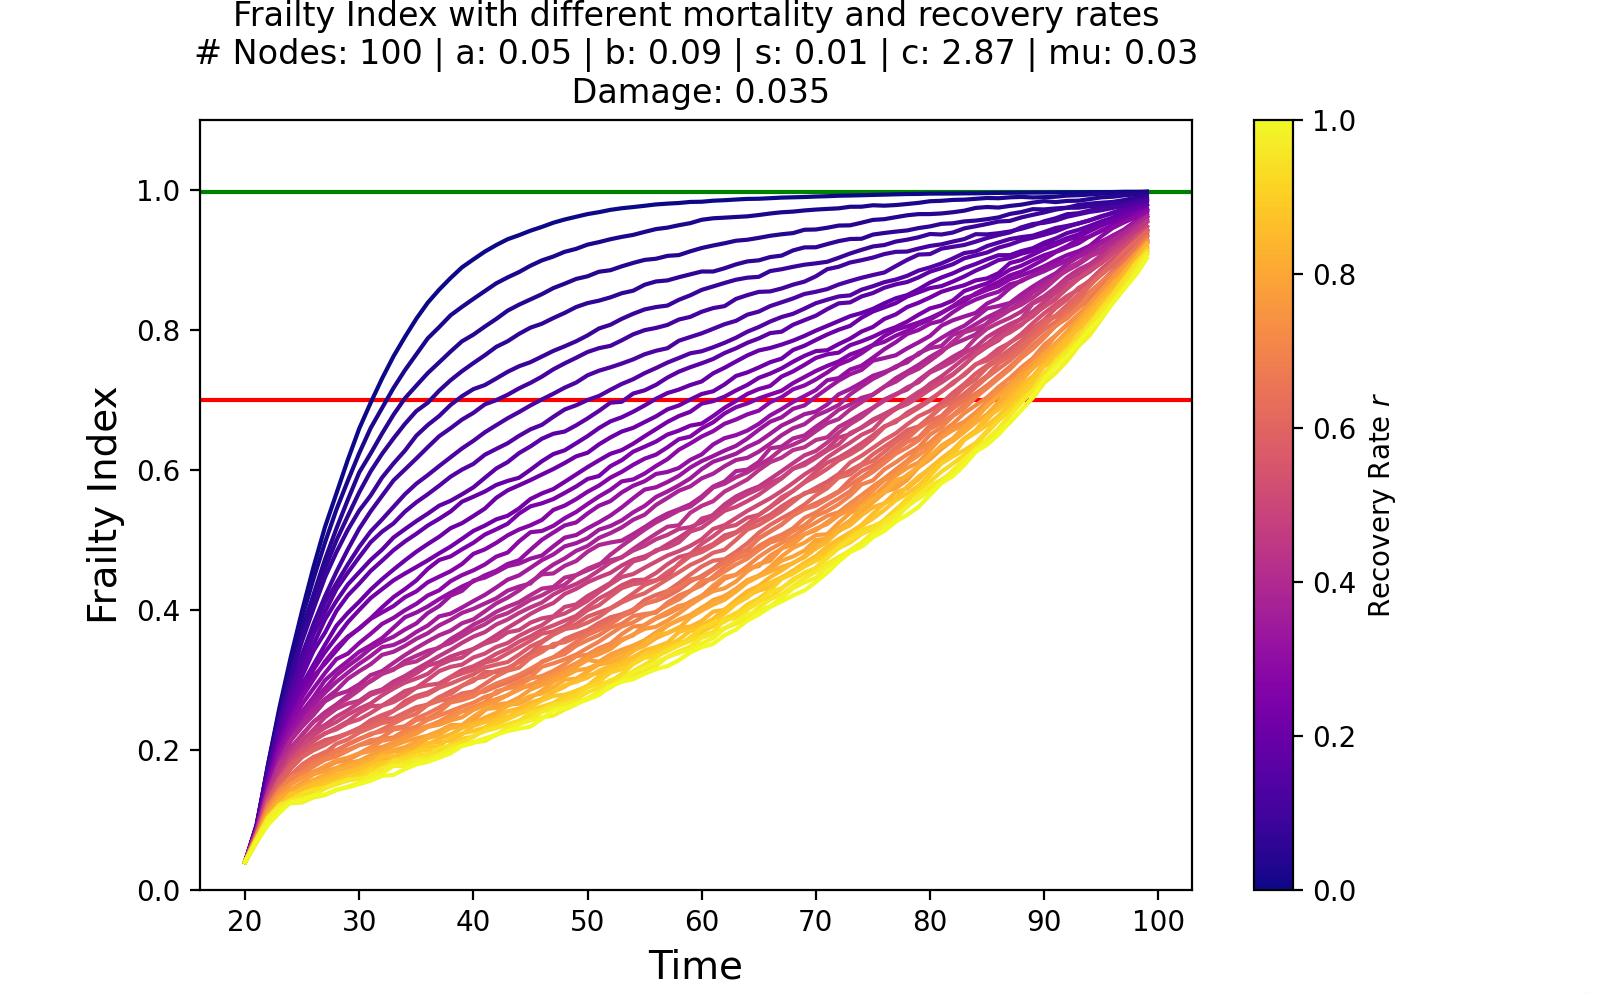 Frailty Index with different mortality and recovery rates
# Nodes: 100 | a: 0.05 | b: 0.09 | s: 0.01 | c: 2.87 | mu: 0.03
Damage: 0.035
Frailty Index
1.0
0.8
0.6
0.4
0.2
0.0
20 30 40 50 60 70 80 90 100
Time
1.0
0.8
0.6
0.4
0.2
0.0
Recovery Rate r